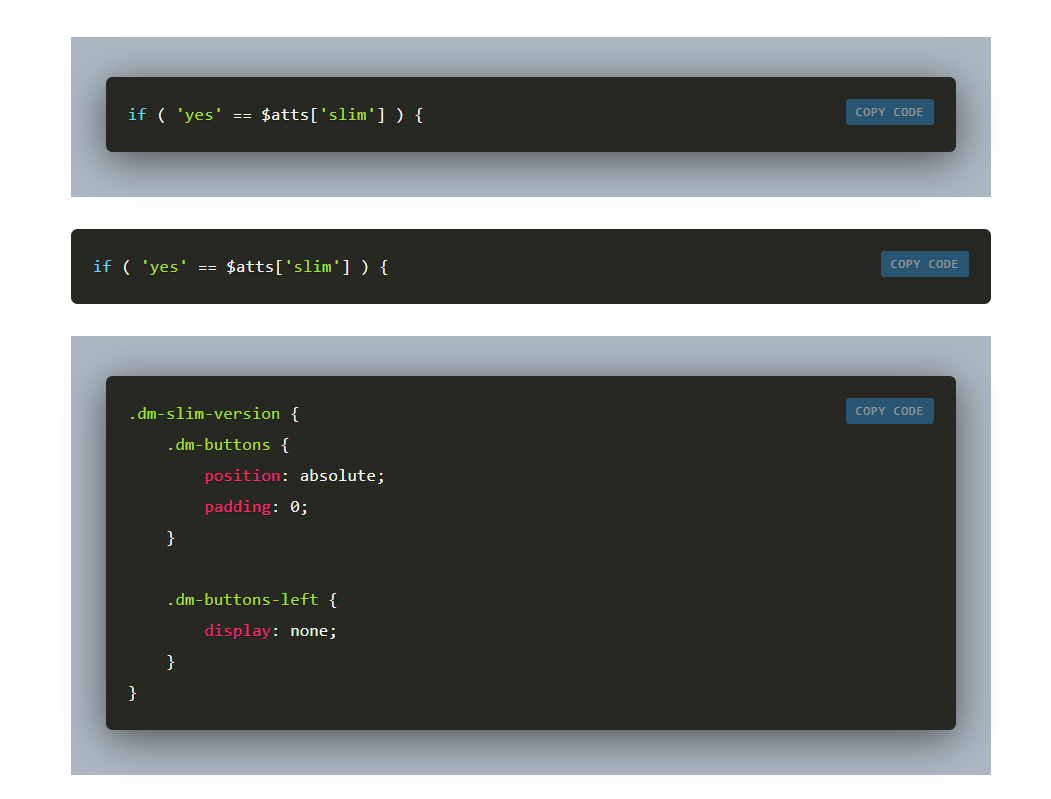 if ( 'yes' == $atts['slim'] ) {
COPY CODE
if ( 'yes' == $atts['slim'] ) {
COPY CODE
.dm-slim-version {
COPY CODE
    .dm-buttons {
        position: absolute;
        padding: 0;
    }

    .dm-buttons-left {
        display: none;
    }
}